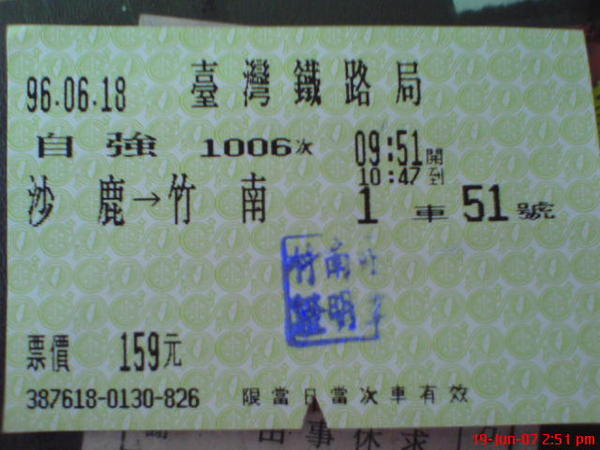 96.06.18 臺灣鐵路局
自強 1006次 09:51開
10:47到
沙鹿→竹南 1車51號
竹南
證明
票價 159元
387618-0130-826 限當日當次車有效
19-Jun-07 2:51 pm